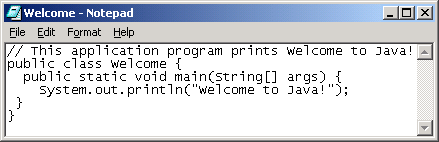 Welcome - Notepad
File Edit Format Help
// This application program prints Welcome to Java!
public class Welcome {
  public static void main(String[] args) {
    System.out.println("Welcome to Java!");
  }
}